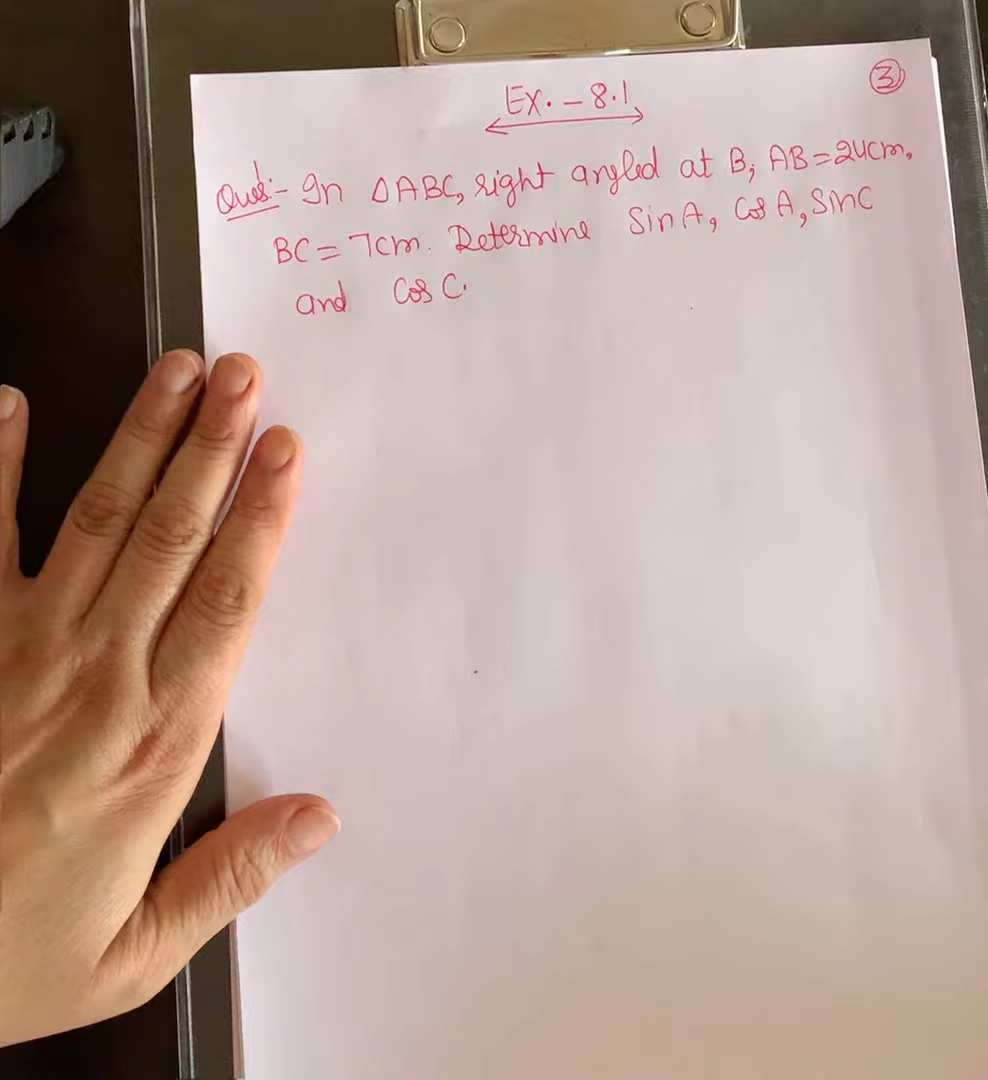 Ex. - 8.1
3
Ques:- In △ABC, right angled at B, AB = 24cm,
BC = 7cm. Determine Sin A, Cos A, Sin C
and Cos C.